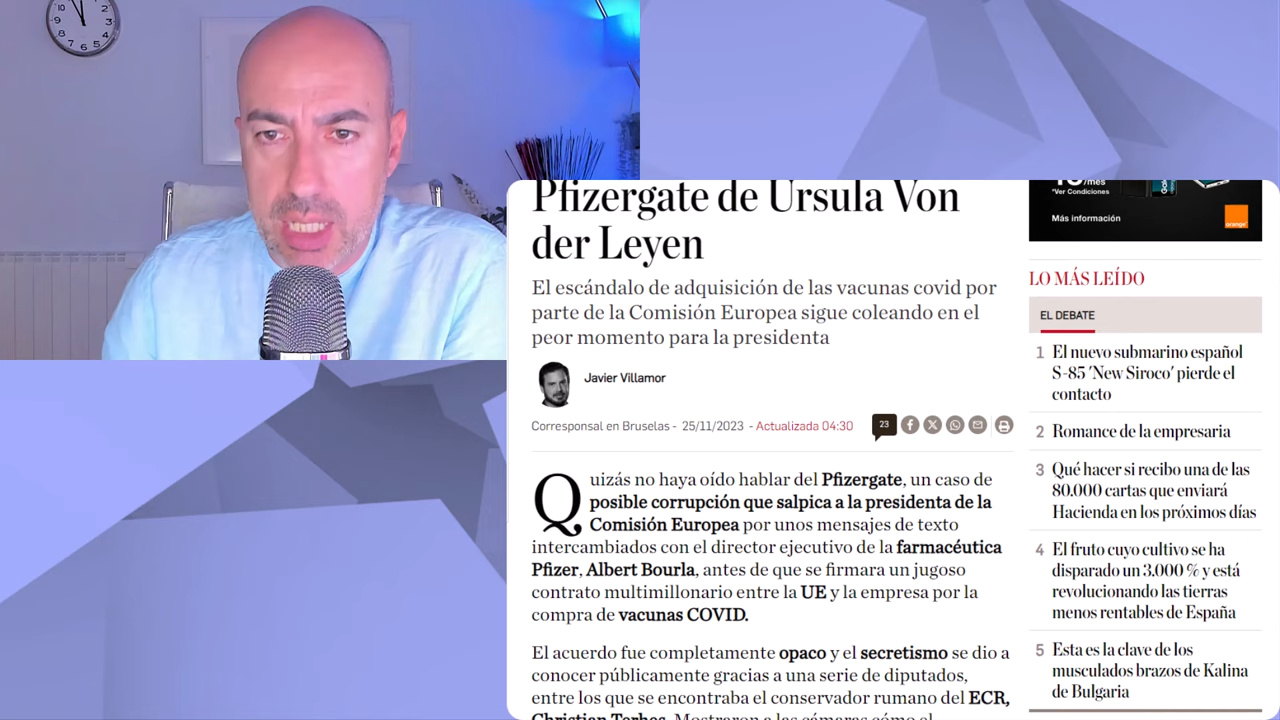 Pfizergate de Ursula Von
der Leyen
El escándalo de adquisición de las vacunas covid por
parte de la Comisión Europea sigue coleando en el
peor momento para la presidenta
Javier Villamor
Corresponsal en Bruselas - 25/11/2023 - Actualizada 04:30
23
Quizás no haya oído hablar del Pfizergate, un caso de
posible corrupción que salpica a la presidenta de la
Comisión Europea por unos mensajes de texto
intercambiados con el director ejecutivo de la farmacéutica
Pfizer, Albert Bourla, antes de que se firmara un jugoso
contrato multimillonario entre la UE y la empresa por la
compra de vacunas COVID.
El acuerdo fue completamente opaco y el secretismo se dio a
conocer públicamente gracias a una serie de diputados,
entre los que se encontraba el conservador rumano del ECR,
Christian Terhes. Mostraron a las cámaras cómo el
/mes
*Ver Condiciones
Más información
orange
LO MÁS LEÍDO
EL DEBATE
1 El nuevo submarino español
S-85 'New Siroco' pierde el
contacto
2 Romance de la empresaria
3 Qué hacer si recibo una de las
80.000 cartas que enviará
Hacienda en los próximos días
4 El fruto cuyo cultivo se ha
disparado un 3.000 % y está
revolucionando las tierras
menos rentables de España
5 Esta es la clave de los
musculados brazos de Kalina
de Bulgaria